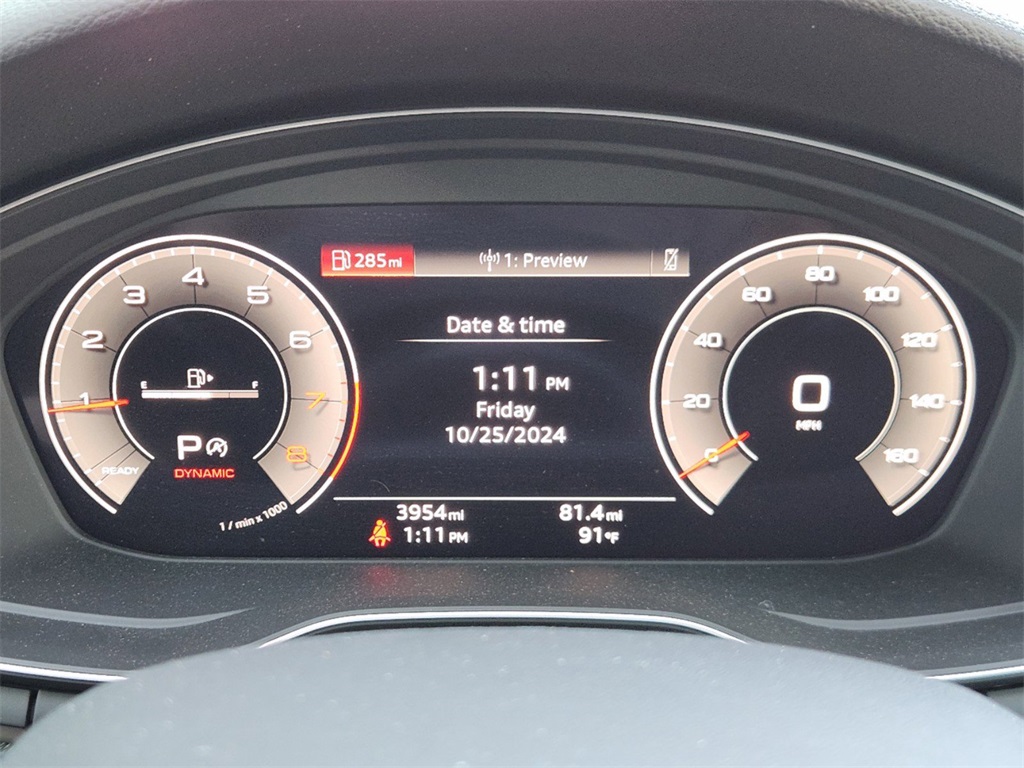 285mi
1: Preview
Date & time
1:11 PM
Friday
10/25/2024
3954mi
1:11 PM
81.4mi
91°F
READY
1
2
3
4
5
6
7
8
E
F
P
DYNAMIC
1 / min x 1000
0
20
40
60
80
100
120
140
160
0
MPH